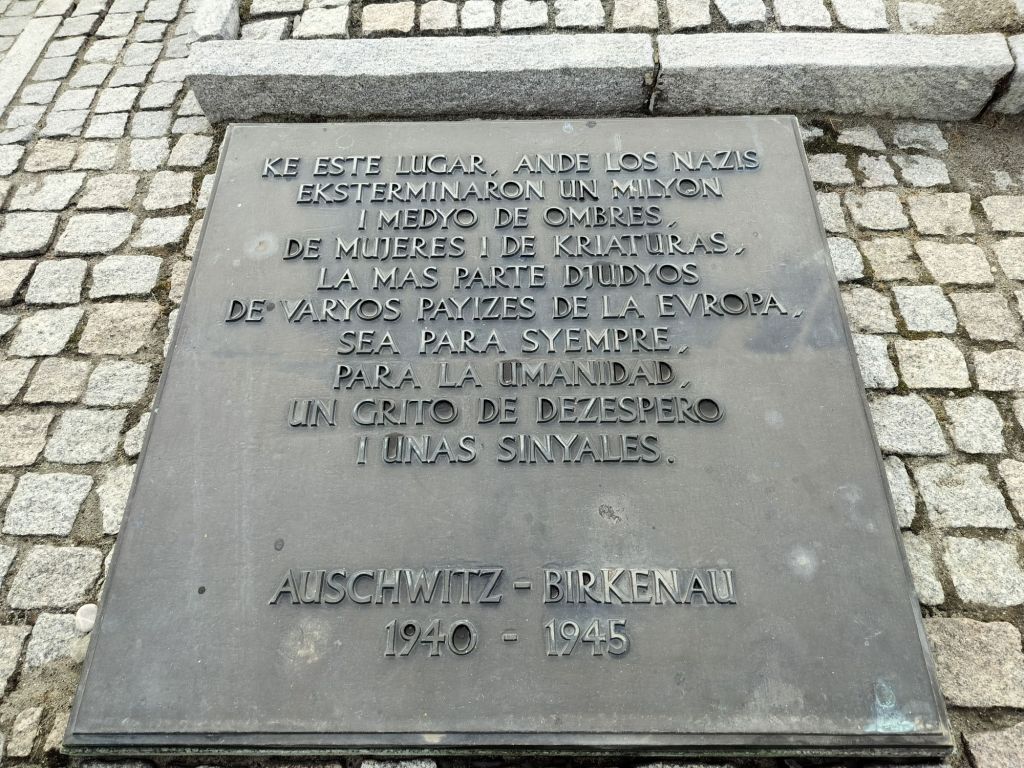 KE ESTE LUGAR, ANDE LOS NAZIS
EKSTERMINARON UN MILYON
I MEDYO DE OMBRES,
DE MUJERES I DE KRIATURAS,
LA MAS PARTE DJUDYOS
DE VARYOS PAYIZES DE LA EVROPA,
SEA PARA SYEMPRE,
PARA LA UMANIDAD,
UN GRITO DE DEZESPERO
I UNAS SINYALES.
AUSCHWITZ - BIRKENAU
1940 - 1945